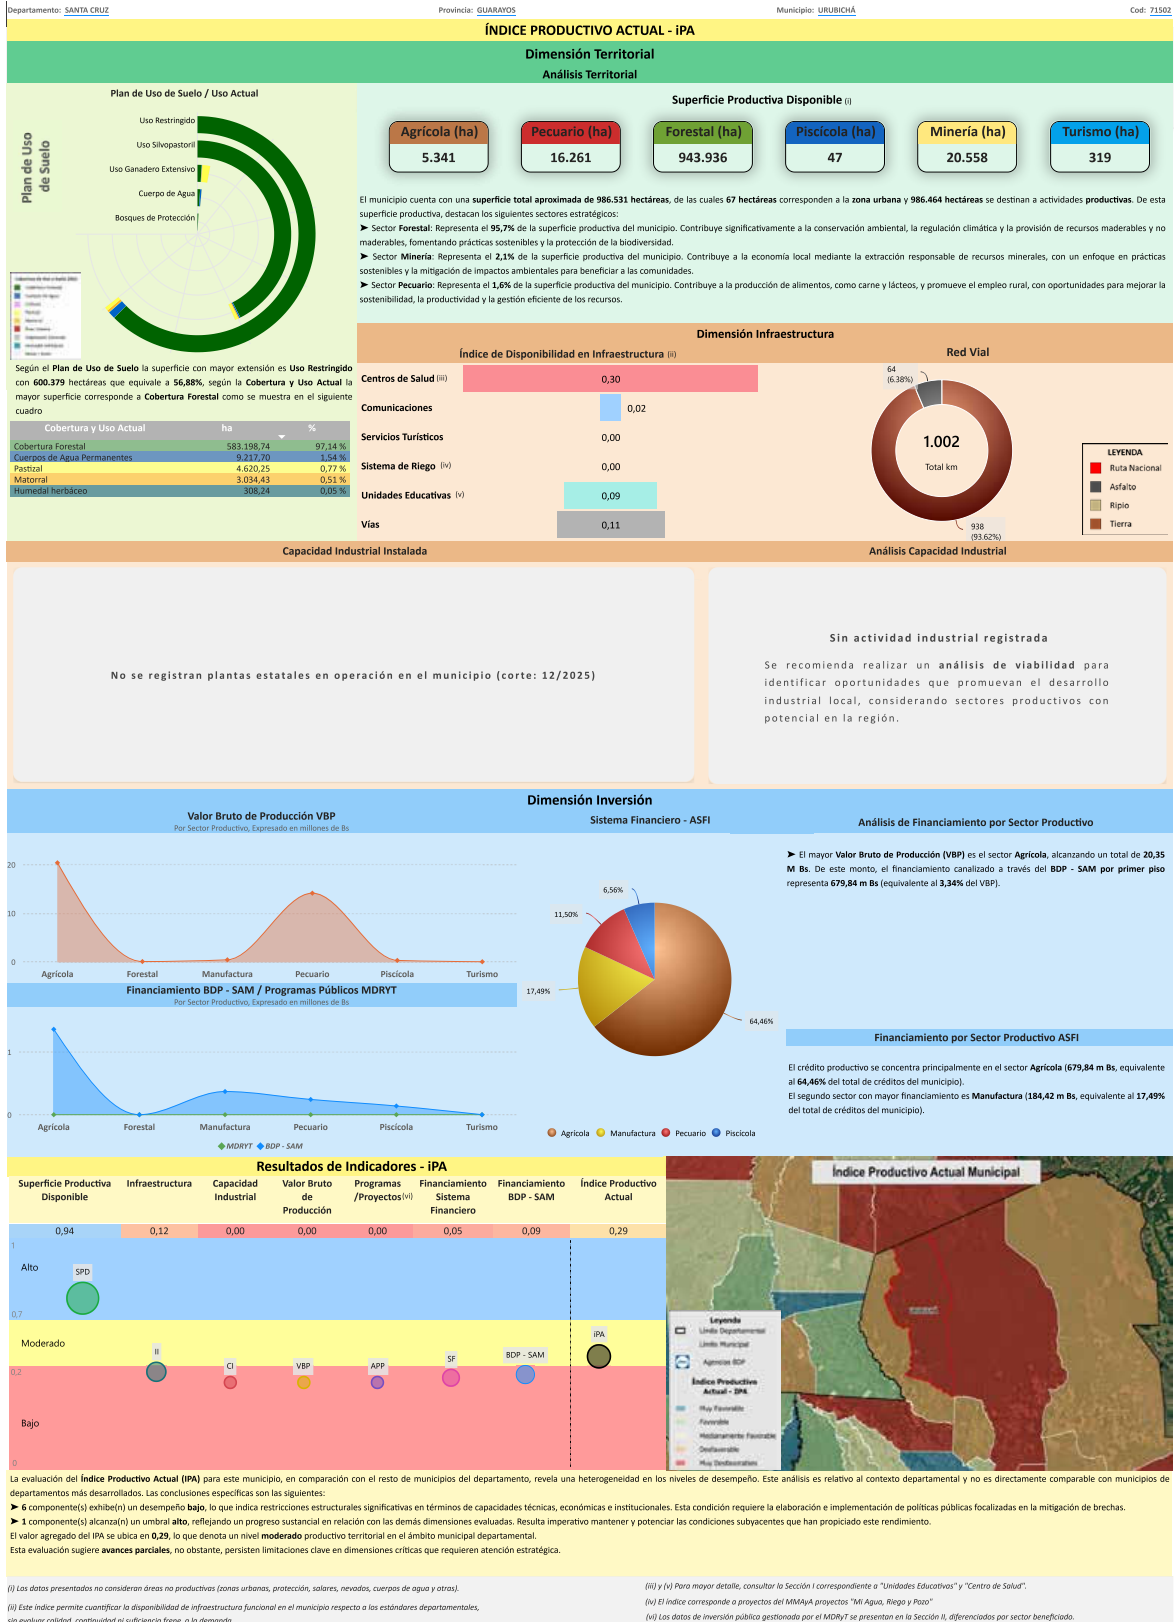 Departamento: SANTA CRUZ Provincia: GUARAYOS Municipio: URUBICHÁ Cod: 71502
ÍNDICE PRODUCTIVO ACTUAL - iPA
Dimensión Territorial
Análisis Territorial
Plan de Uso de Suelo / Uso Actual
Plan de Uso
de Suelo
Uso Restringido
Uso Silvopastoril
Uso Ganadero Extensivo
Cuerpo de Agua
Bosques de Protección
Según el Plan de Uso de Suelo la superficie con mayor extensión es Uso Restringido
con 600.379 hectáreas que equivale a 56,88%, según la Cobertura y Uso Actual la
mayor superficie corresponde a Cobertura Forestal como se muestra en el siguiente
cuadro
Cobertura y Uso Actual ha %
Cobertura Forestal 583.198,74 97,14 %
Cuerpos de Agua Permanentes 9.217,70 1,54 %
Pastizal 4.620,25 0,77 %
Matorral 3.034,43 0,51 %
Humedal herbáceo 308,24 0,05 %
Superficie Productiva Disponible (i)
Agrícola (ha) Pecuario (ha) Forestal (ha) Piscícola (ha) Minería (ha) Turismo (ha)
5.341 16.261 943.936 47 20.558 319
El municipio cuenta con una superficie total aproximada de 986.531 hectáreas, de las cuales 67 hectáreas corresponden a la zona urbana y 986.464 hectáreas se destinan a actividades productivas. De esta
superficie productiva, destacan los siguientes sectores estratégicos:
➤ Sector Forestal: Representa el 95,7% de la superficie productiva del municipio. Contribuye significativamente a la conservación ambiental, la regulación climática y la provisión de recursos maderables y no
maderables, fomentando prácticas sostenibles y la protección de la biodiversidad.
➤ Sector Minería: Representa el 2,1% de la superficie productiva del municipio. Contribuye a la economía local mediante la extracción responsable de recursos minerales, con un enfoque en prácticas
sostenibles y la mitigación de impactos ambientales para beneficiar a las comunidades.
➤ Sector Pecuario: Representa el 1,6% de la superficie productiva del municipio. Contribuye a la producción de alimentos, como carne y lácteos, y promueve el empleo rural, con oportunidades para mejorar la
sostenibilidad, la productividad y la gestión eficiente de los recursos.
Dimensión Infraestructura
Índice de Disponibilidad en Infraestructura (ii)
Centros de Salud (iii) 0,30
Comunicaciones 0,02
Servicios Turísticos 0,00
Sistema de Riego (iv) 0,00
Unidades Educativas (v) 0,09
Vías 0,11
Red Vial
64
(6.38%)
1.002
Total km
938
(93.62%)
LEYENDA
Ruta Nacional
Asfalto
Ripio
Tierra
Capacidad Industrial Instalada
No se registran plantas estatales en operación en el municipio (corte: 12/2025)
Análisis Capacidad Industrial
Sin actividad industrial registrada
Se recomienda realizar un análisis de viabilidad para
identificar oportunidades que promuevan el desarrollo
industrial local, considerando sectores productivos con
potencial en la región.
Dimensión Inversión
Valor Bruto de Producción VBP
Por Sector Productivo, Expresado en millones de Bs
20
10
0
Agrícola Forestal Manufactura Pecuario Piscícola Turismo
Financiamiento BDP - SAM / Programas Públicos MDRYT
Por Sector Productivo, Expresado en millones de Bs
1
0
Agrícola Forestal Manufactura Pecuario Piscícola Turismo
MDRYT BDP - SAM
Sistema Financiero - ASFI
6,56%
11,50%
17,49%
64,46%
Agrícola Manufactura Pecuario Piscícola
Análisis de Financiamiento por Sector Productivo
➤ El mayor Valor Bruto de Producción (VBP) es el sector Agrícola, alcanzando un total de 20,35
M Bs. De este monto, el financiamiento canalizado a través del BDP - SAM por primer piso
representa 679,84 m Bs (equivalente al 3,34% del VBP).
Financiamiento por Sector Productivo ASFI
El crédito productivo se concentra principalmente en el sector Agrícola (679,84 m Bs, equivalente
al 64,46% del total de créditos del municipio).
El segundo sector con mayor financiamiento es Manufactura (184,42 m Bs, equivalente al 17,49%
del total de créditos del municipio).
Resultados de Indicadores - iPA
Superficie Productiva Disponible 0,94
Infraestructura 0,12
Capacidad Industrial 0,00
Valor Bruto de Producción 0,00
Programas /Proyectos (vi) 0,00
Financiamiento Sistema Financiero 0,05
Financiamiento BDP - SAM 0,09
Índice Productivo Actual 0,29
1
Alto
SPD
0,7
Moderado
II CI VBP APP SF BDP - SAM iPA
0,2
Bajo
0
Índice Productivo Actual Municipal
Leyenda
Límite Departamental
Límite Municipal
Agencias BDP
Índice Productivo
Actual - IPA
Muy Favorable
Favorable
Medianamente Favorable
Desfavorable
Muy Desfavorable
La evaluación del Índice Productivo Actual (IPA) para este municipio, en comparación con el resto de municipios del departamento, revela una heterogeneidad en los niveles de desempeño. Este análisis es relativo al contexto departamental y no es directamente comparable con municipios de
departamentos más desarrollados. Las conclusiones específicas son las siguientes:
➤ 6 componente(s) exhibe(n) un desempeño bajo, lo que indica restricciones estructurales significativas en términos de capacidades técnicas, económicas e institucionales. Esta condición requiere la elaboración e implementación de políticas públicas focalizadas en la mitigación de brechas.
➤ 1 componente(s) alcanza(n) un umbral alto, reflejando un progreso sustancial en relación con las demás dimensiones evaluadas. Resulta imperativo mantener y potenciar las condiciones subyacentes que han propiciado este rendimiento.
El valor agregado del IPA se ubica en 0,29, lo que denota un nivel moderado productivo territorial en el ámbito municipal departamental.
Esta evaluación sugiere avances parciales, no obstante, persisten limitaciones clave en dimensiones críticas que requieren atención estratégica.
(i) Los datos presentados no consideran áreas no productivas (zonas urbanas, protección, salares, nevados, cuerpos de agua y otras).
(ii) Este índice permite cuantificar la disponibilidad de infraestructura funcional en el municipio respecto a los estándares departamentales,
sin evaluar calidad, continuidad ni suficiencia frene a la demanda.
(iii) y (v) Para mayor detalle, consultar la Sección I correspondiente a "Unidades Educativas" y "Centro de Salud".
(iv) El índice corresponde a proyectos del MMAyA proyectos "Mi Agua, Riego y Pozo"
(vi) Los datos de inversión pública gestionada por el MDRyT se presentan en la Sección II, diferenciados por sector beneficiado.